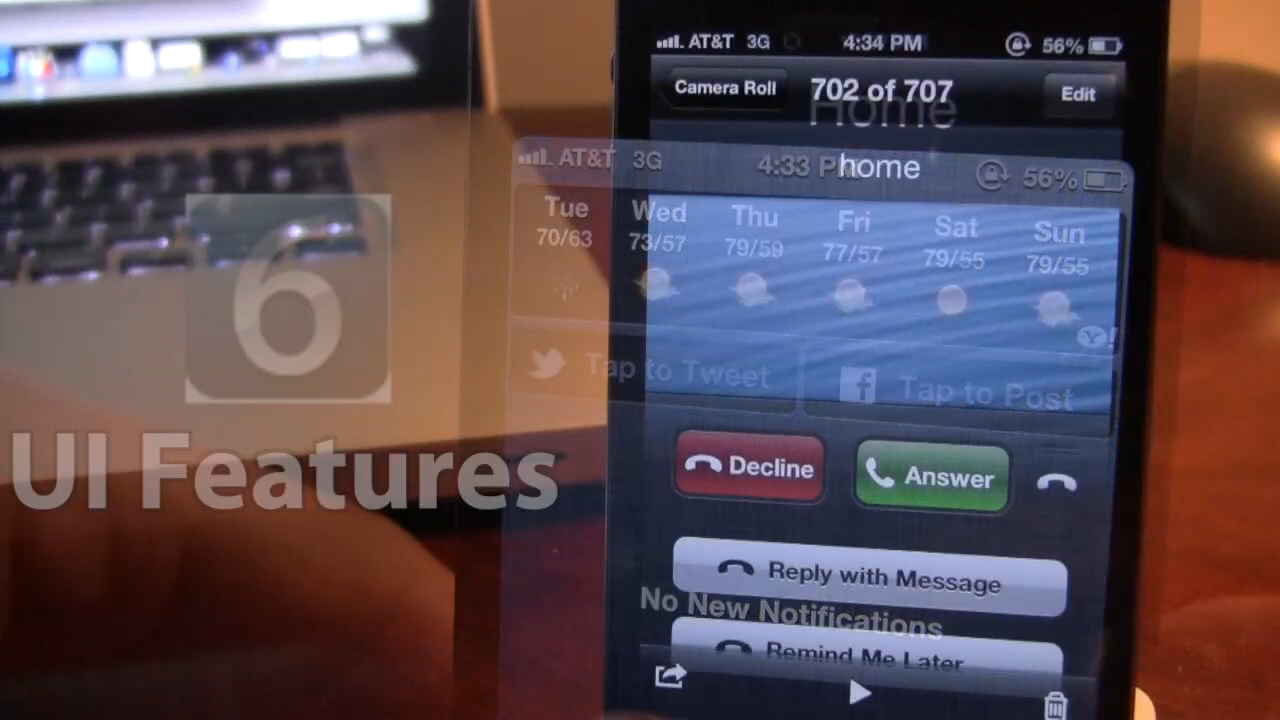 AT&T 3G 4:34 PM 56%
Camera Roll 702 of 707 Edit
Home
home
AT&T 3G 4:33 PM 56%
Tue Wed Thu Fri Sat Sun
70/63 73/57 79/59 77/57 79/55 79/55
Y!
Tap to Tweet f Tap to Post
6
UI Features
Decline Answer
Reply with Message
No New Notifications
Remind Me Later